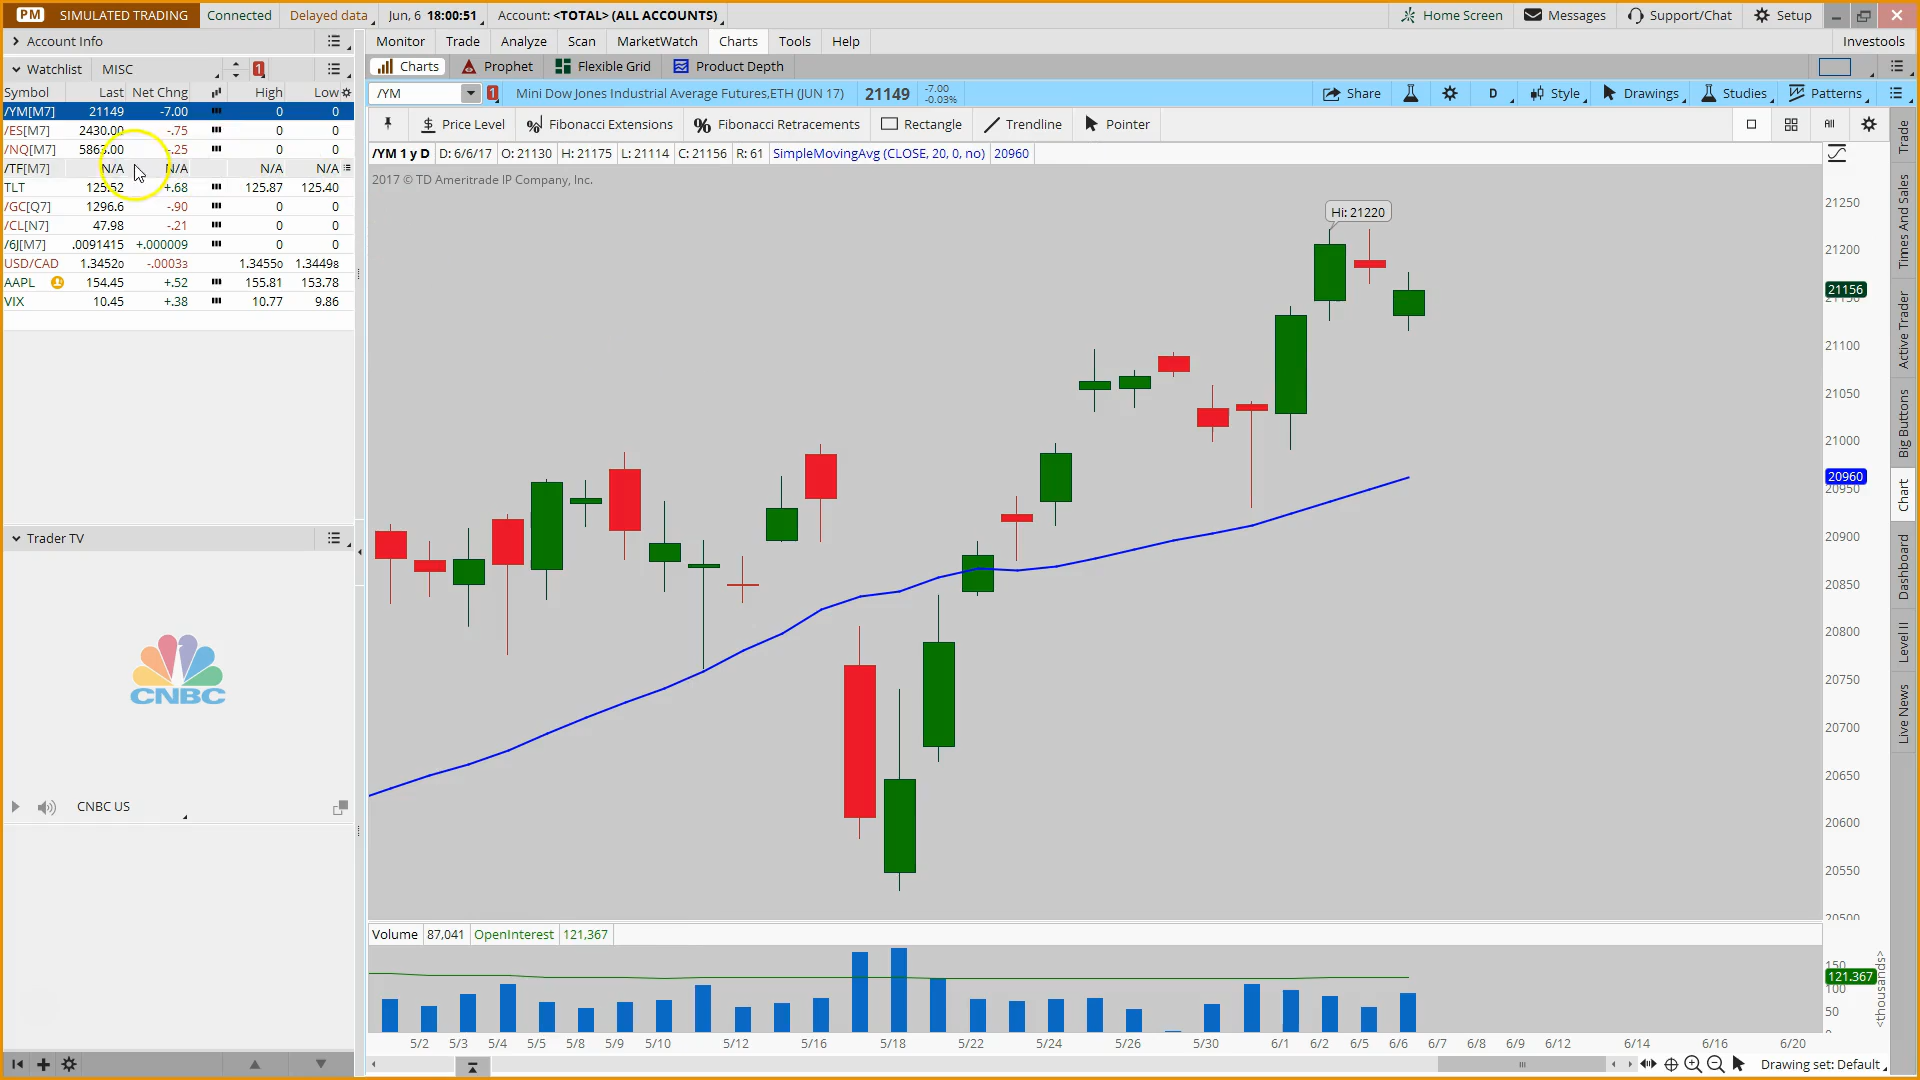 PM SIMULATED TRADING Connected Delayed data Jun, 6 18:00:51 Account: <TOTAL> (ALL ACCOUNTS) Home Screen Messages Support/Chat Setup
Account Info
Monitor Trade Analyze Scan MarketWatch Charts Tools Help Investools
Watchlist MISC 1
Charts Prophet Flexible Grid Product Depth
Symbol Last Net Chng High Low
/YM 1 Mini Dow Jones Industrial Average Futures,ETH (JUN 17) 21149 -7.00 -0.03% Share D Style Drawings Studies Patterns
/YM[M7] 21149 -7.00 0 0
/ES[M7] 2430.00 -.75 0 0
/NQ[M7] 5863.00 -.25 0 0
/TF[M7] N/A N/A N/A N/A
TLT 125.52 +.68 125.87 125.40
/GC[Q7] 1296.6 -.90 0 0
/CL[N7] 47.98 -.21 0 0
/6J[M7] .0091415 +.000009 0 0
USD/CAD 1.34520 -.00033 1.34550 1.34498
AAPL 154.45 +.52 155.81 153.78
VIX 10.45 +.38 10.77 9.86
Price Level Fibonacci Extensions Fibonacci Retracements Rectangle Trendline Pointer All
/YM 1 y D D: 6/6/17 O: 21130 H: 21175 L: 21114 C: 21156 R: 61 SimpleMovingAvg (CLOSE, 20, 0, no) 20960
2017 © TD Ameritrade IP Company, Inc.
Hi: 21220
21250
21200
21156
21150
21100
21050
21000
20960
20950
20900
20850
20800
20750
20700
20650
20600
20550
20500
Trader TV
CNBC
CNBC US
Volume 87,041 OpenInterest 121,367
150
121.367
100
50
0
<thousands>
5/2 5/3 5/4 5/5 5/8 5/9 5/10 5/12 5/16 5/18 5/22 5/24 5/26 5/30 6/1 6/2 6/5 6/6 6/7 6/8 6/9 6/12 6/14 6/16 6/20
Drawing set: Default
Trade
Times And Sales
Active Trader
Big Buttons
Chart
Dashboard
Level II
Live News